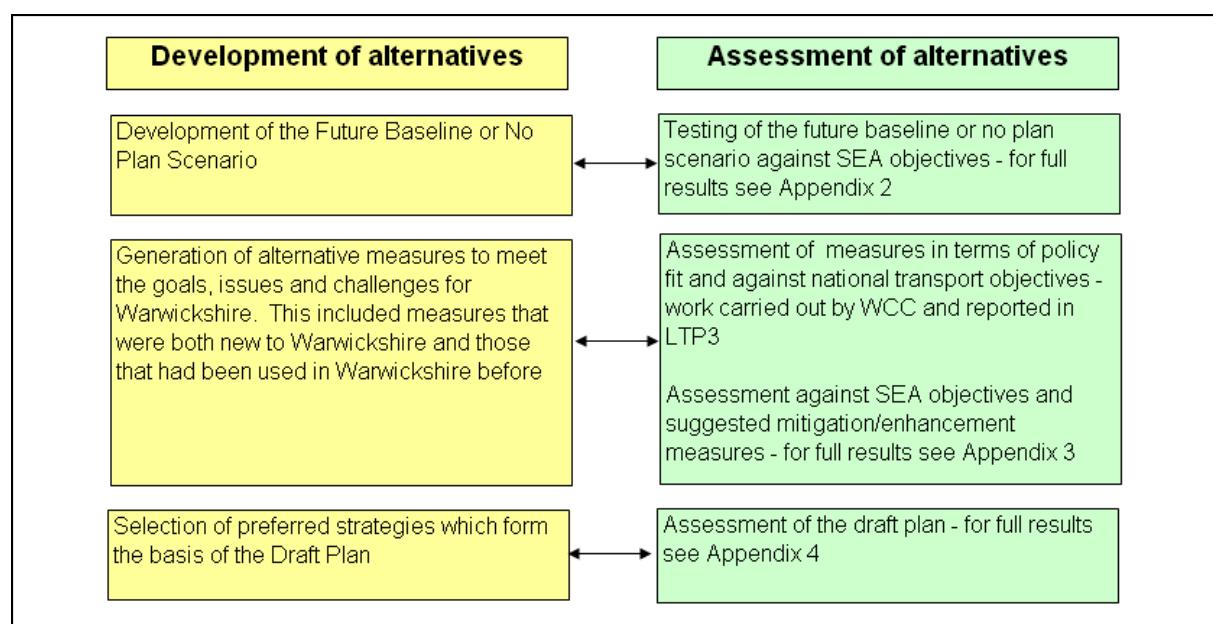 Development of alternatives
Assessment of alternatives
Development of the Future Baseline or No
Plan Scenario
Testing of the future baseline or no plan
scenario against SEA objectives - for full
results see Appendix 2
Generation of alternative measures to meet
the goals, issues and challenges for
Warwickshire.  This included measures that
were both new to Warwickshire and those
that had been used in Warwickshire before
Assessment of  measures in terms of policy
fit and against national transport objectives -
work carried out by WCC and reported in
LTP3
Assessment against SEA objectives and
suggested mitigation/enhancement
measures - for full results see Appendix 3
Selection of preferred strategies which form
the basis of the Draft Plan
Assessment of the draft plan - for full results
see Appendix 4